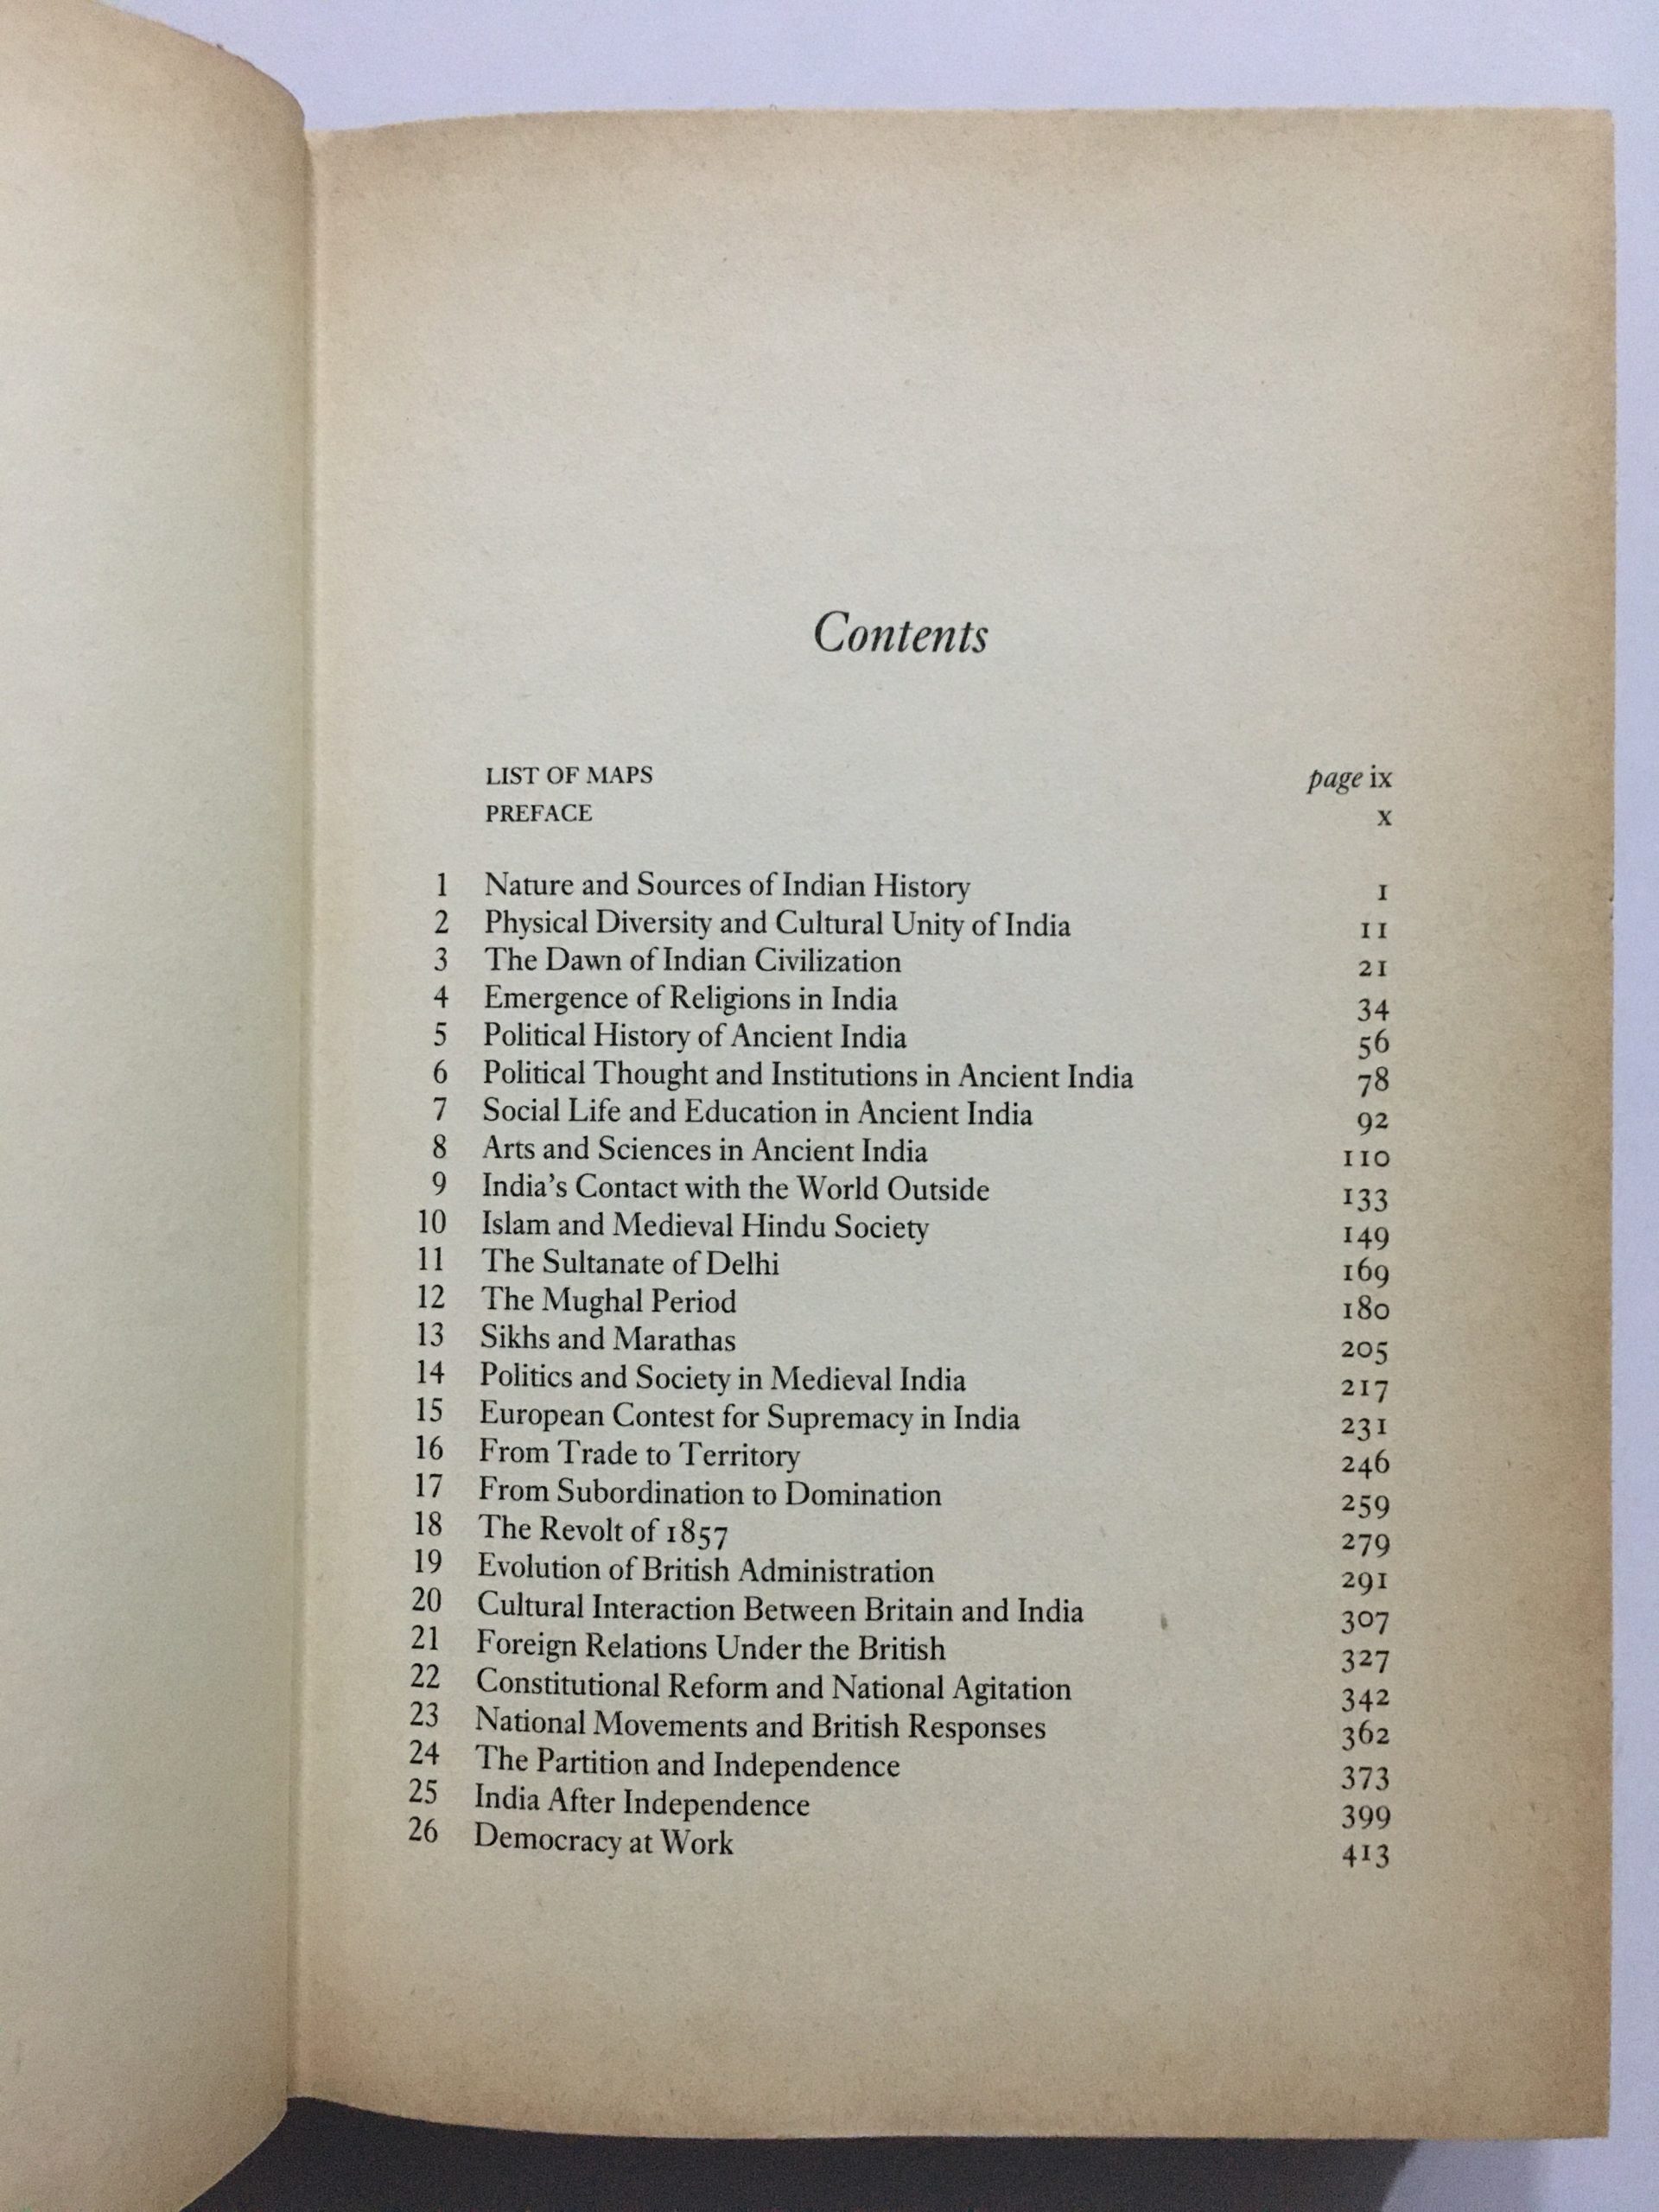 Contents
LIST OF MAPS page ix
PREFACE x
1 Nature and Sources of Indian History 1
2 Physical Diversity and Cultural Unity of India 11
3 The Dawn of Indian Civilization 21
4 Emergence of Religions in India 34
5 Political History of Ancient India 56
6 Political Thought and Institutions in Ancient India 78
7 Social Life and Education in Ancient India 92
8 Arts and Sciences in Ancient India 110
9 India's Contact with the World Outside 133
10 Islam and Medieval Hindu Society 149
11 The Sultanate of Delhi 169
12 The Mughal Period 180
13 Sikhs and Marathas 205
14 Politics and Society in Medieval India 217
15 European Contest for Supremacy in India 231
16 From Trade to Territory 246
17 From Subordination to Domination 259
18 The Revolt of 1857 279
19 Evolution of British Administration 291
20 Cultural Interaction Between Britain and India 307
21 Foreign Relations Under the British 327
22 Constitutional Reform and National Agitation 342
23 National Movements and British Responses 362
24 The Partition and Independence 373
25 India After Independence 399
26 Democracy at Work 413